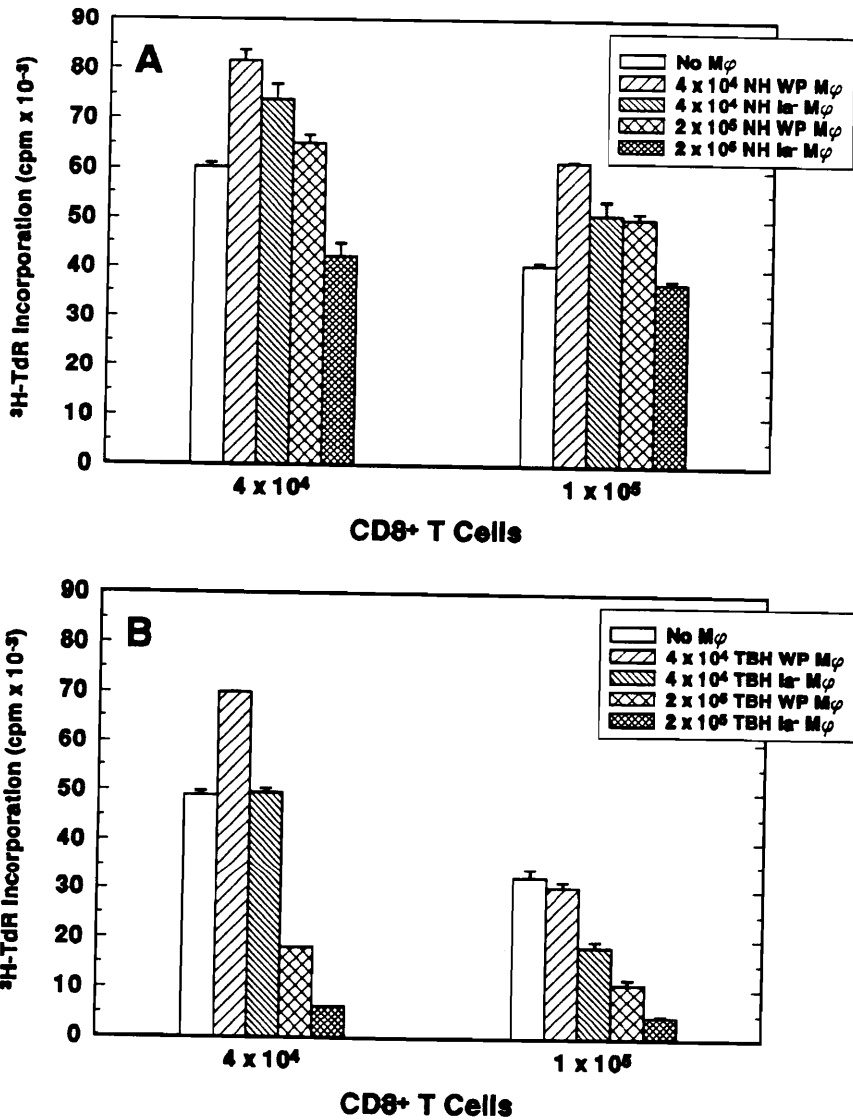 A
³H-TdR Incorporation (cpm x 10⁻³)
90
80
70
60
50
40
30
20
10
0
No Mφ
4 x 10⁴ NH WP Mφ
4 x 10⁴ NH Ia⁻ Mφ
2 x 10⁵ NH WP Mφ
2 x 10⁵ NH Ia⁻ Mφ
4 x 10⁴
1 x 10⁵
CD8+ T Cells
B
³H-TdR Incorporation (cpm x 10⁻³)
90
80
70
60
50
40
30
20
10
0
No Mφ
4 x 10⁴ TBH WP Mφ
4 x 10⁴ TBH Ia⁻ Mφ
2 x 10⁵ TBH WP Mφ
2 x 10⁵ TBH Ia⁻ Mφ
4 x 10⁴
1 x 10⁵
CD8+ T Cells